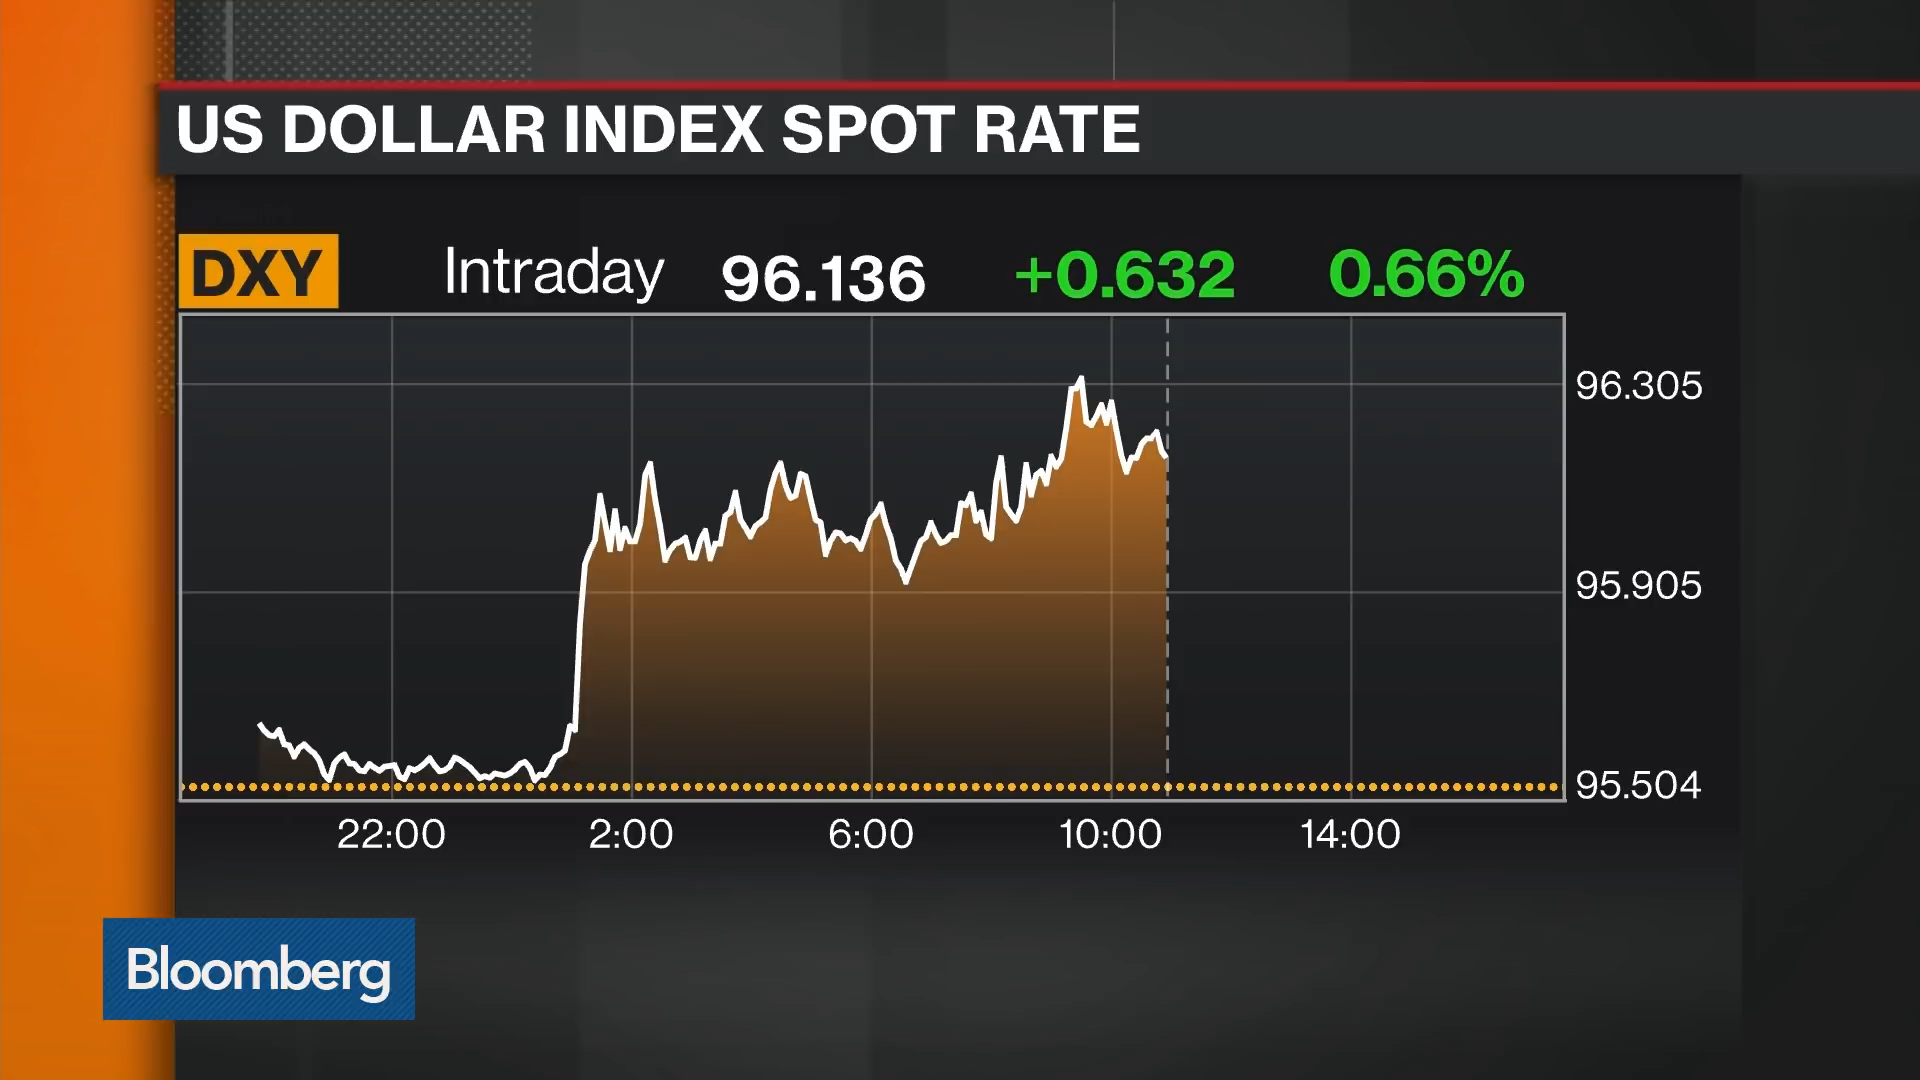 US DOLLAR INDEX SPOT RATE
DXY Intraday 96.136 +0.632 0.66%
96.305
95.905
95.504
22:00 2:00 6:00 10:00 14:00
Bloomberg